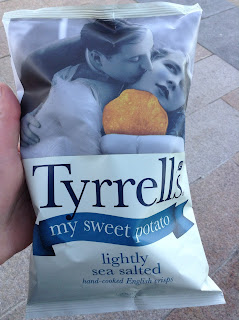 Tyrrells
my sweet potato
lightly
sea salted
hand-cooked English crisps